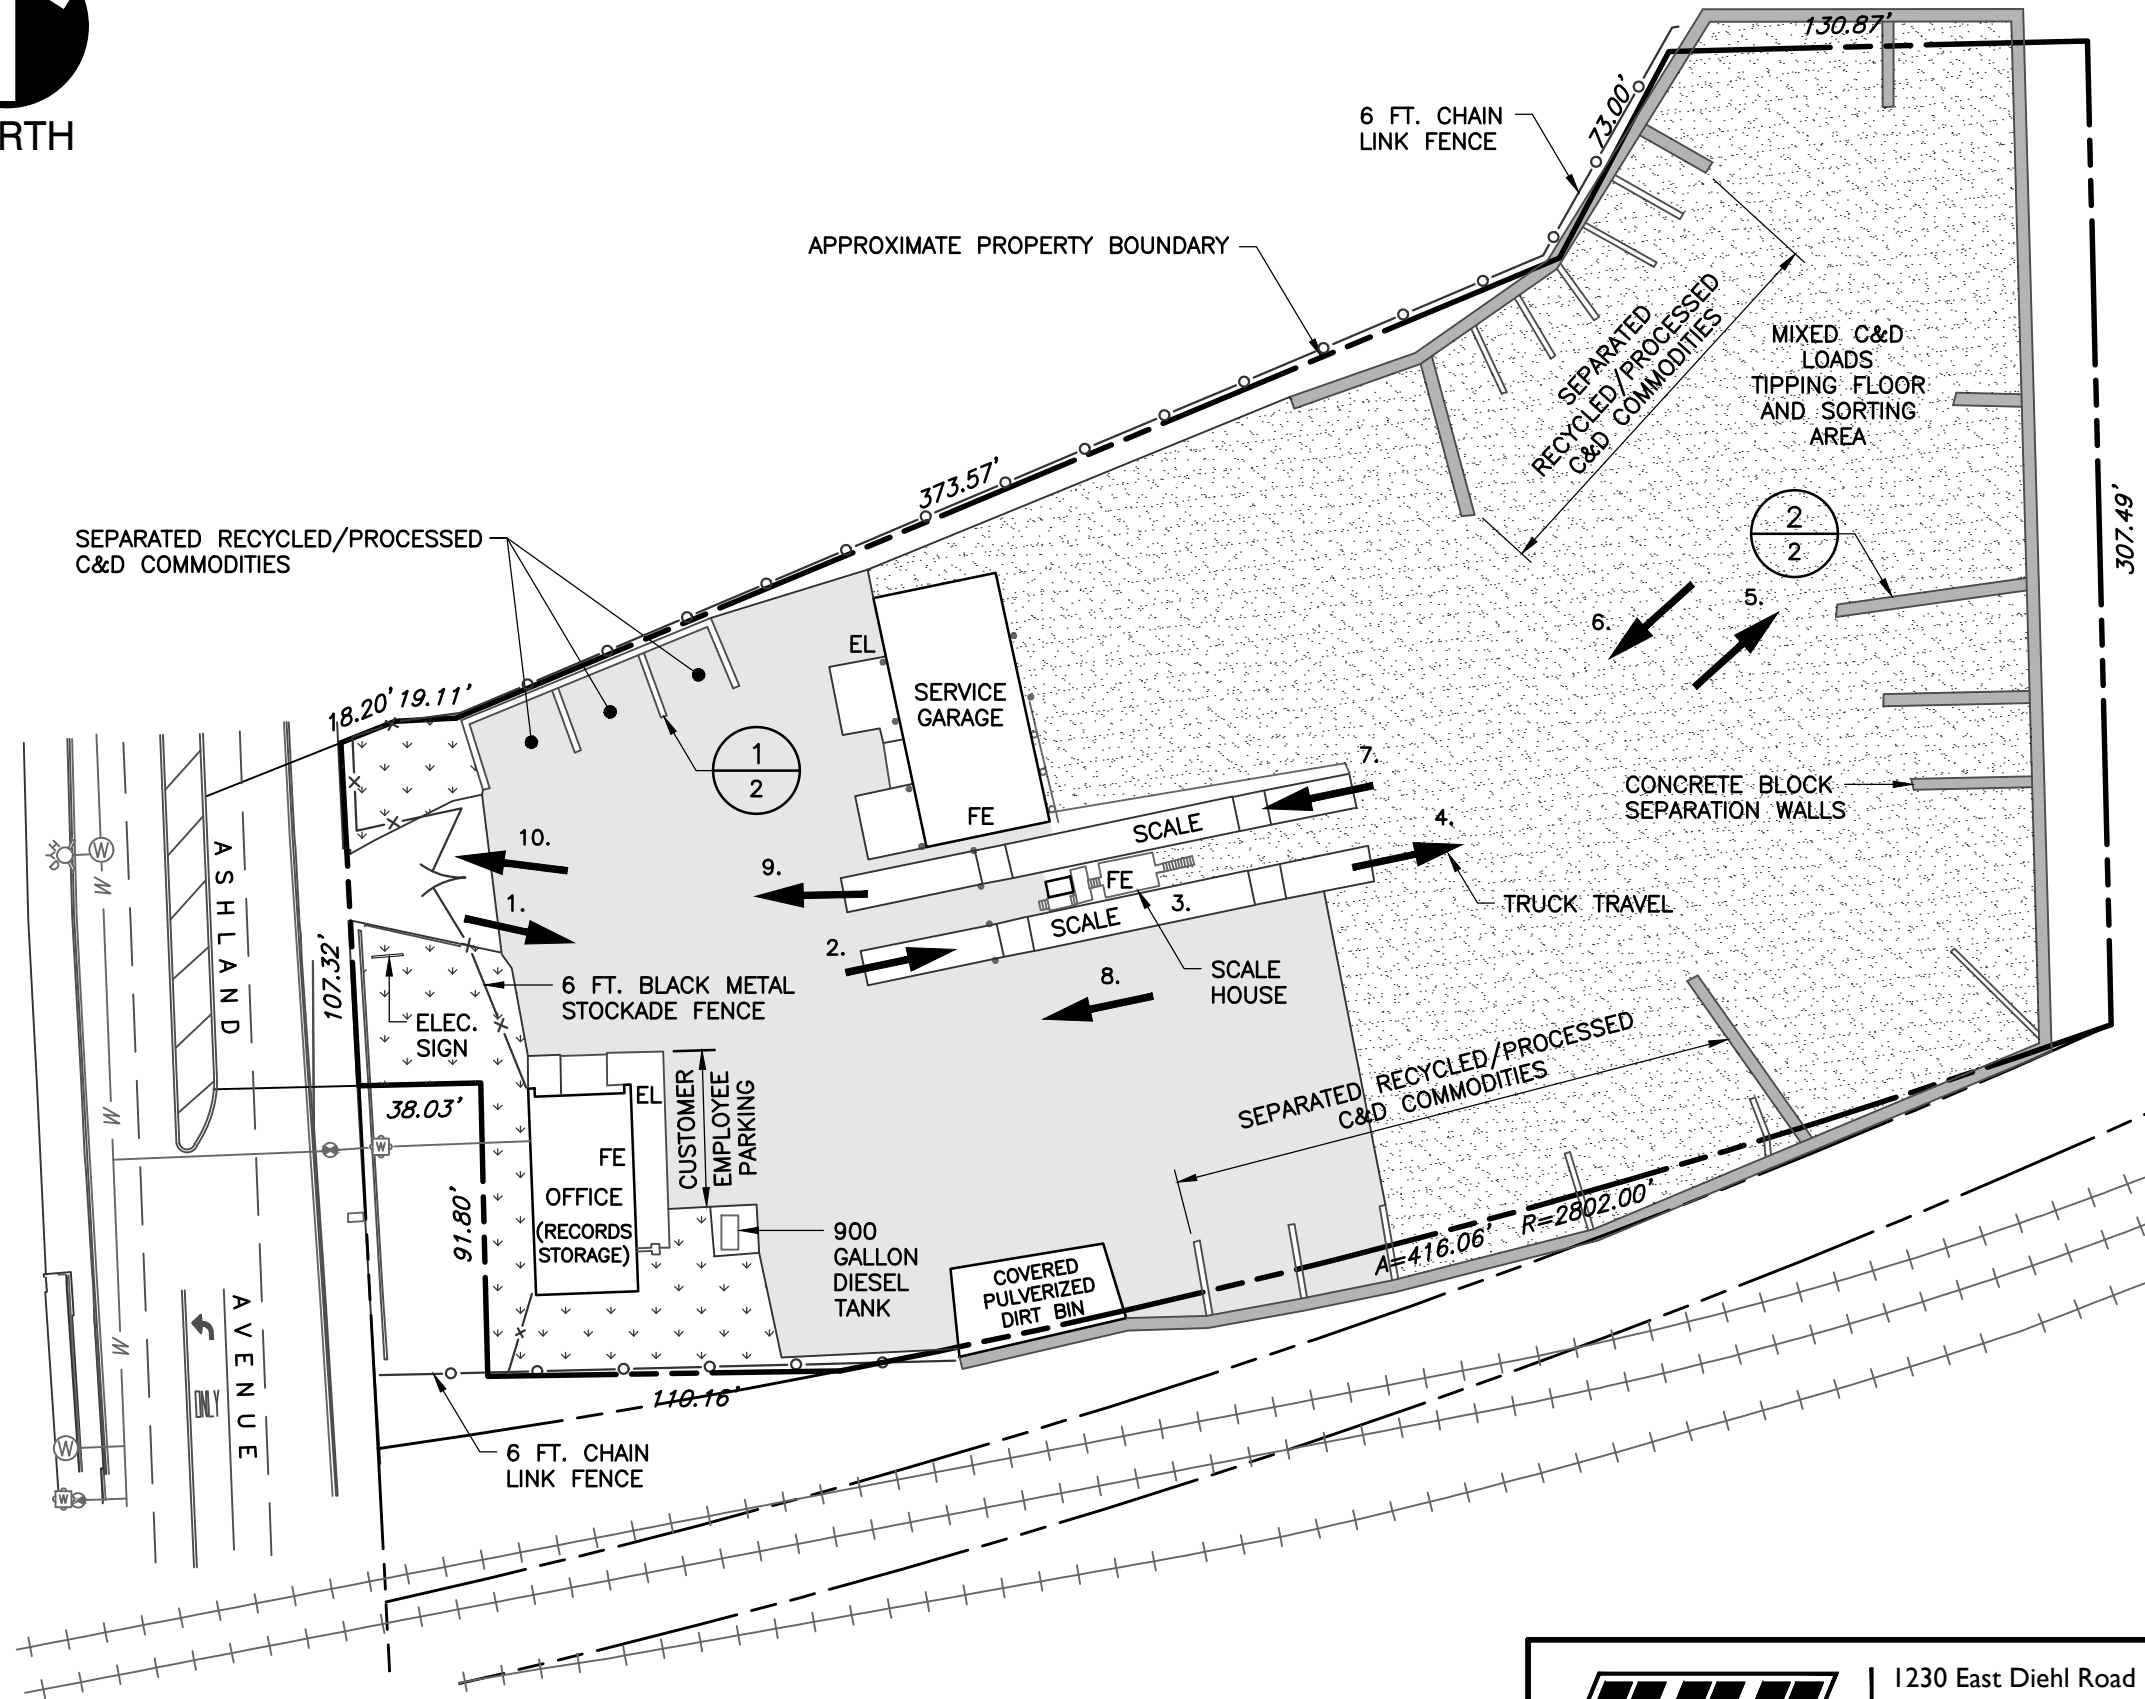 RTH
130.87'
6 FT. CHAIN
LINK FENCE
73.00'
APPROXIMATE PROPERTY BOUNDARY
SEPARATED
RECYCLED/PROCESSED
C&D COMMODITIES
MIXED C&D
LOADS
TIPPING FLOOR
AND SORTING
AREA
373.57'
307.49'
SEPARATED RECYCLED/PROCESSED
C&D COMMODITIES
2
2
5.
6.
EL
SERVICE
GARAGE
FE
18.20'
19.11'
1
2
7.
CONCRETE BLOCK
SEPARATION WALLS
SCALE
4.
10.
9.
FE
3.
TRUCK TRAVEL
1.
2.
SCALE
SCALE
HOUSE
8.
ASHLAND
W
W
107.32'
6 FT. BLACK METAL
STOCKADE FENCE
ELEC.
SIGN
SEPARATED RECYCLED/PROCESSED
C&D COMMODITIES
38.03'
EL
CUSTOMER
EMPLOYEE
PARKING
W
W
FE
OFFICE
(RECORDS
STORAGE)
91.80'
900
GALLON
DIESEL
TANK
COVERED
PULVERIZED
DIRT BIN
A=416.06'
R=2802.00'
AVENUE
W
ONLY
110.16'
W
6 FT. CHAIN
LINK FENCE
W
1230 East Diehl Road